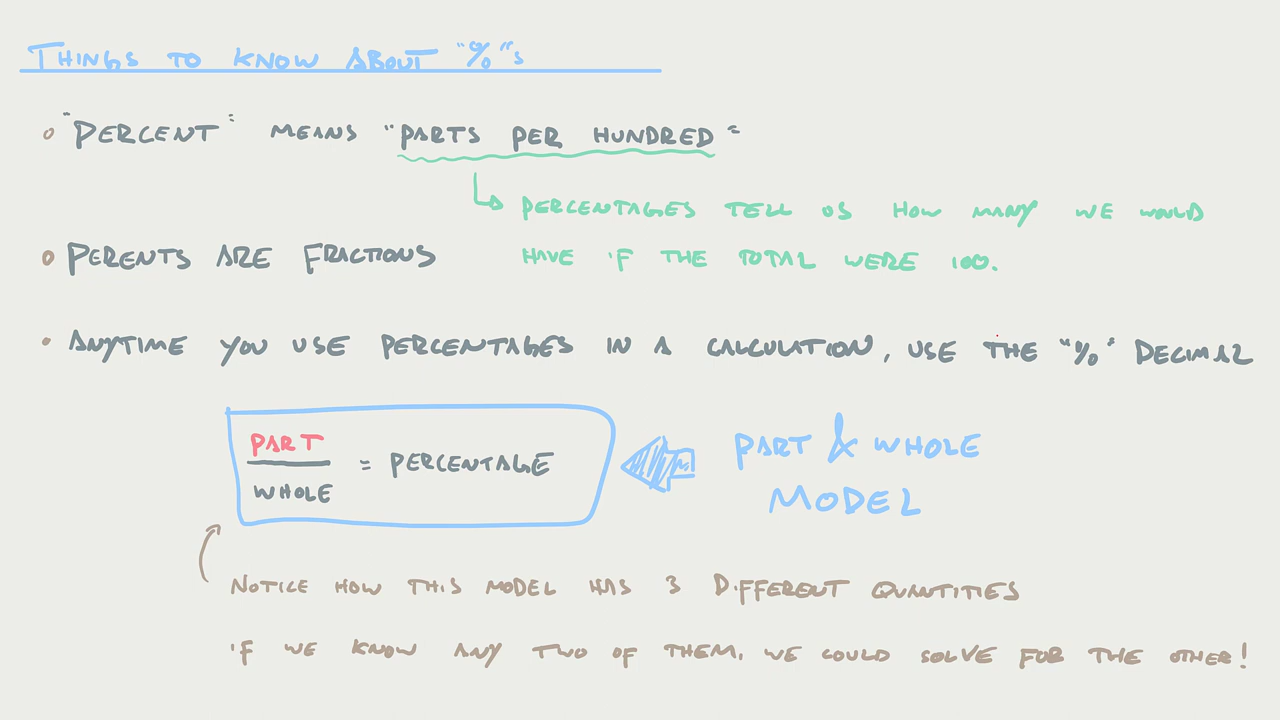 THINGS TO KNOW ABOUT "%"s
"PERCENT" MEANS "PARTS PER HUNDRED"
PERCENTAGES TELL US HOW MANY WE WOULD
HAVE IF THE TOTAL WERE 100.
PERENTS ARE FRACTIONS
ANYTIME YOU USE PERCENTAGES IN A CALCULATION, USE THE "%" DECIMAL
PART
WHOLE
= PERCENTAGE
PART & WHOLE
MODEL
NOTICE HOW THIS MODEL HAS 3 DIFFERENT QUANTITIES
IF WE KNOW ANY TWO OF THEM, WE COULD SOLVE FOR THE OTHER!